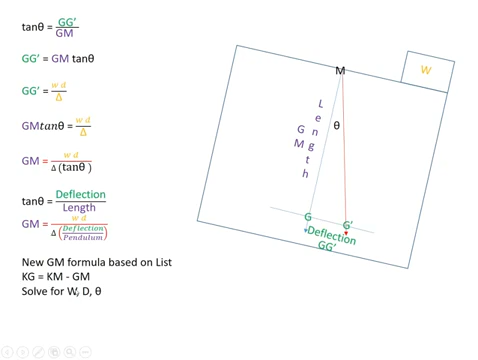 tanθ = GG'/GM
GG' = GM tanθ
GG' = w d/Δ
GMtanθ = w d/Δ
GM = w d/Δ (tanθ)
tanθ = Deflection/Length
GM = w d/Δ (Deflection/Pendulum)
New GM formula based on List
KG = KM - GM
Solve for W, D, θ
M
W
θ
Length
GM
G
G'
Deflection
GG'